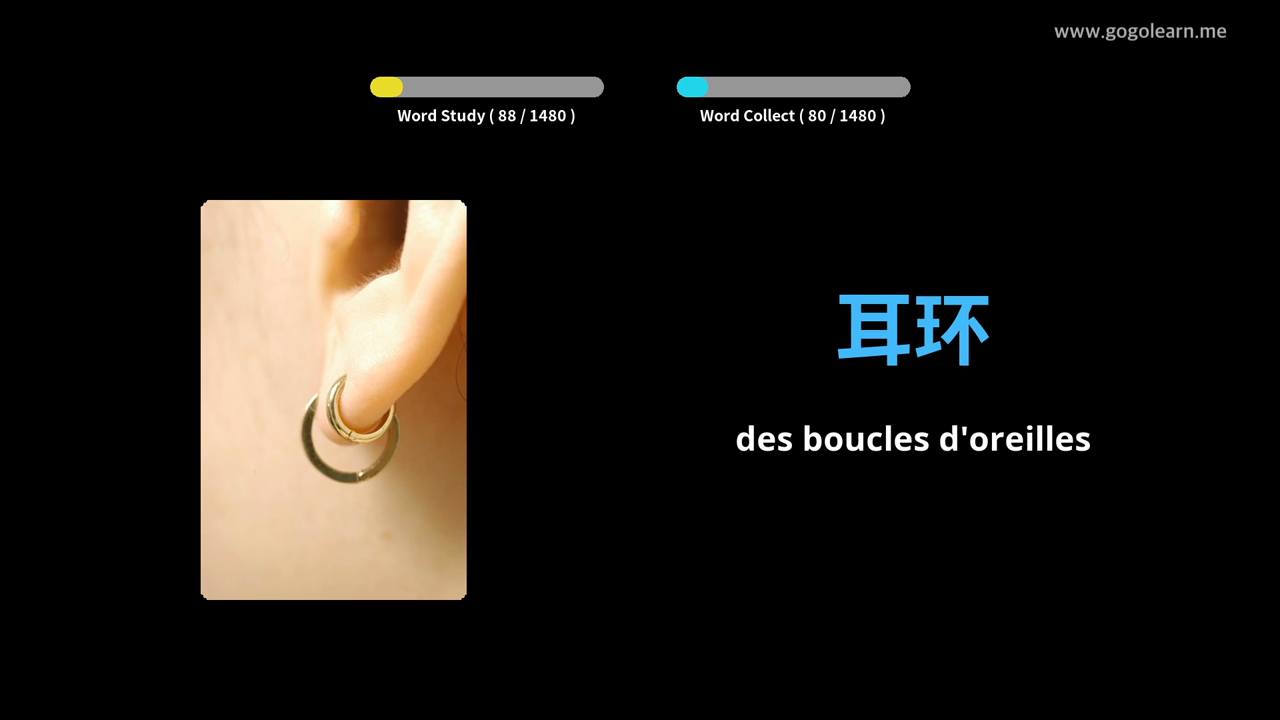 www.gogolearn.me
Word Study ( 88 / 1480 )
Word Collect ( 80 / 1480 )
耳环
des boucles d'oreilles